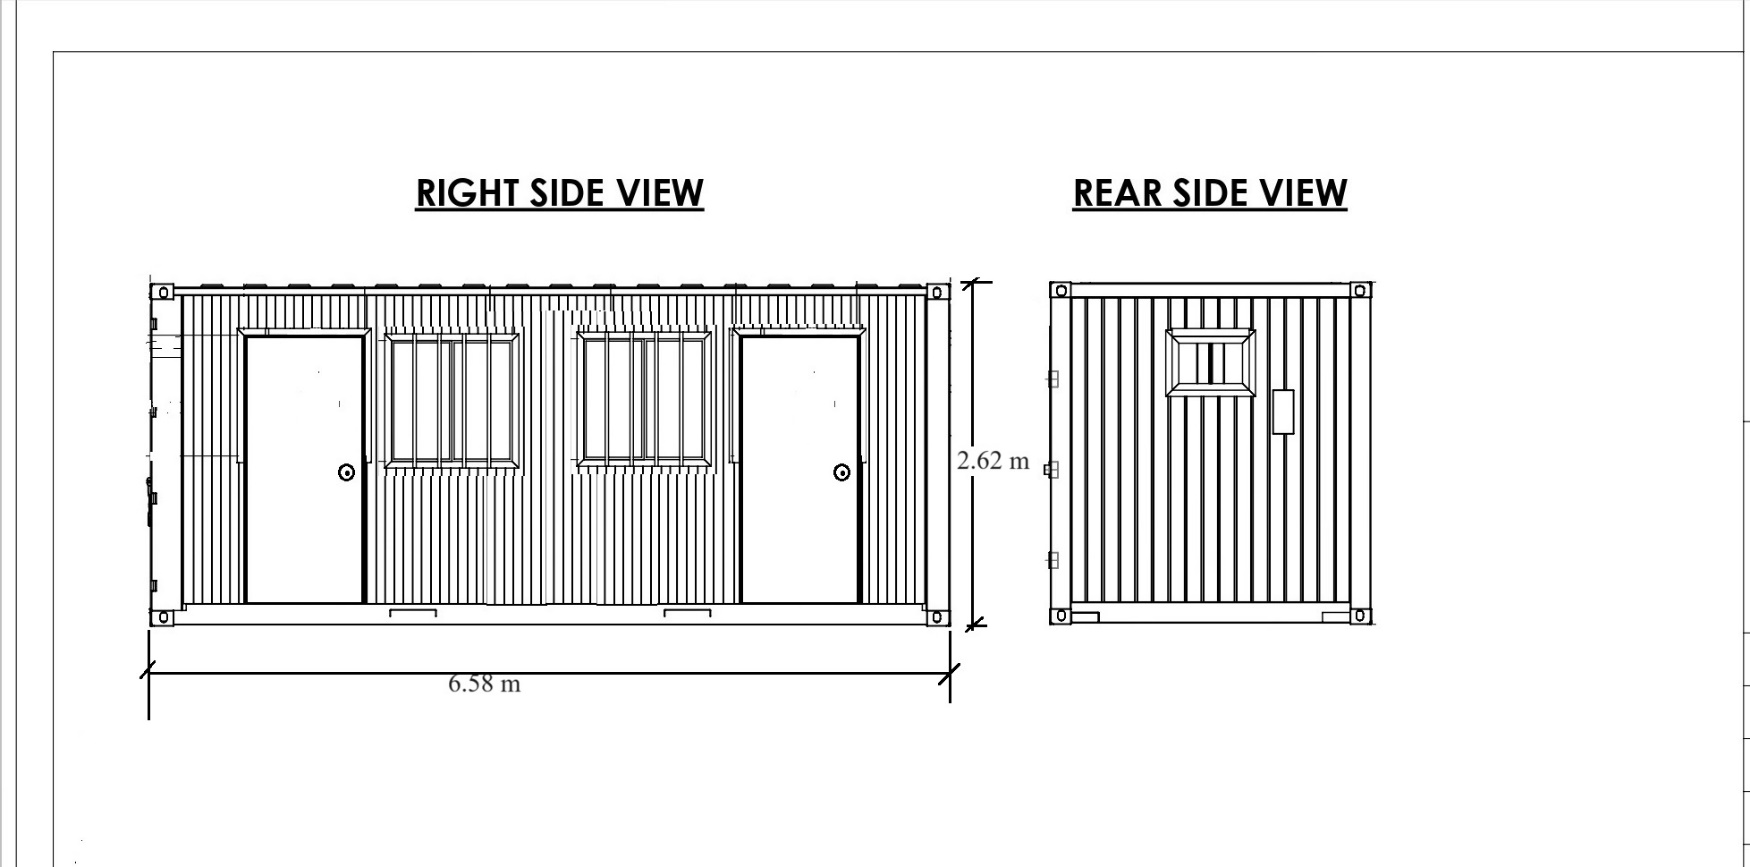 RIGHT SIDE VIEW
REAR SIDE VIEW
2.62 m
6.58 m